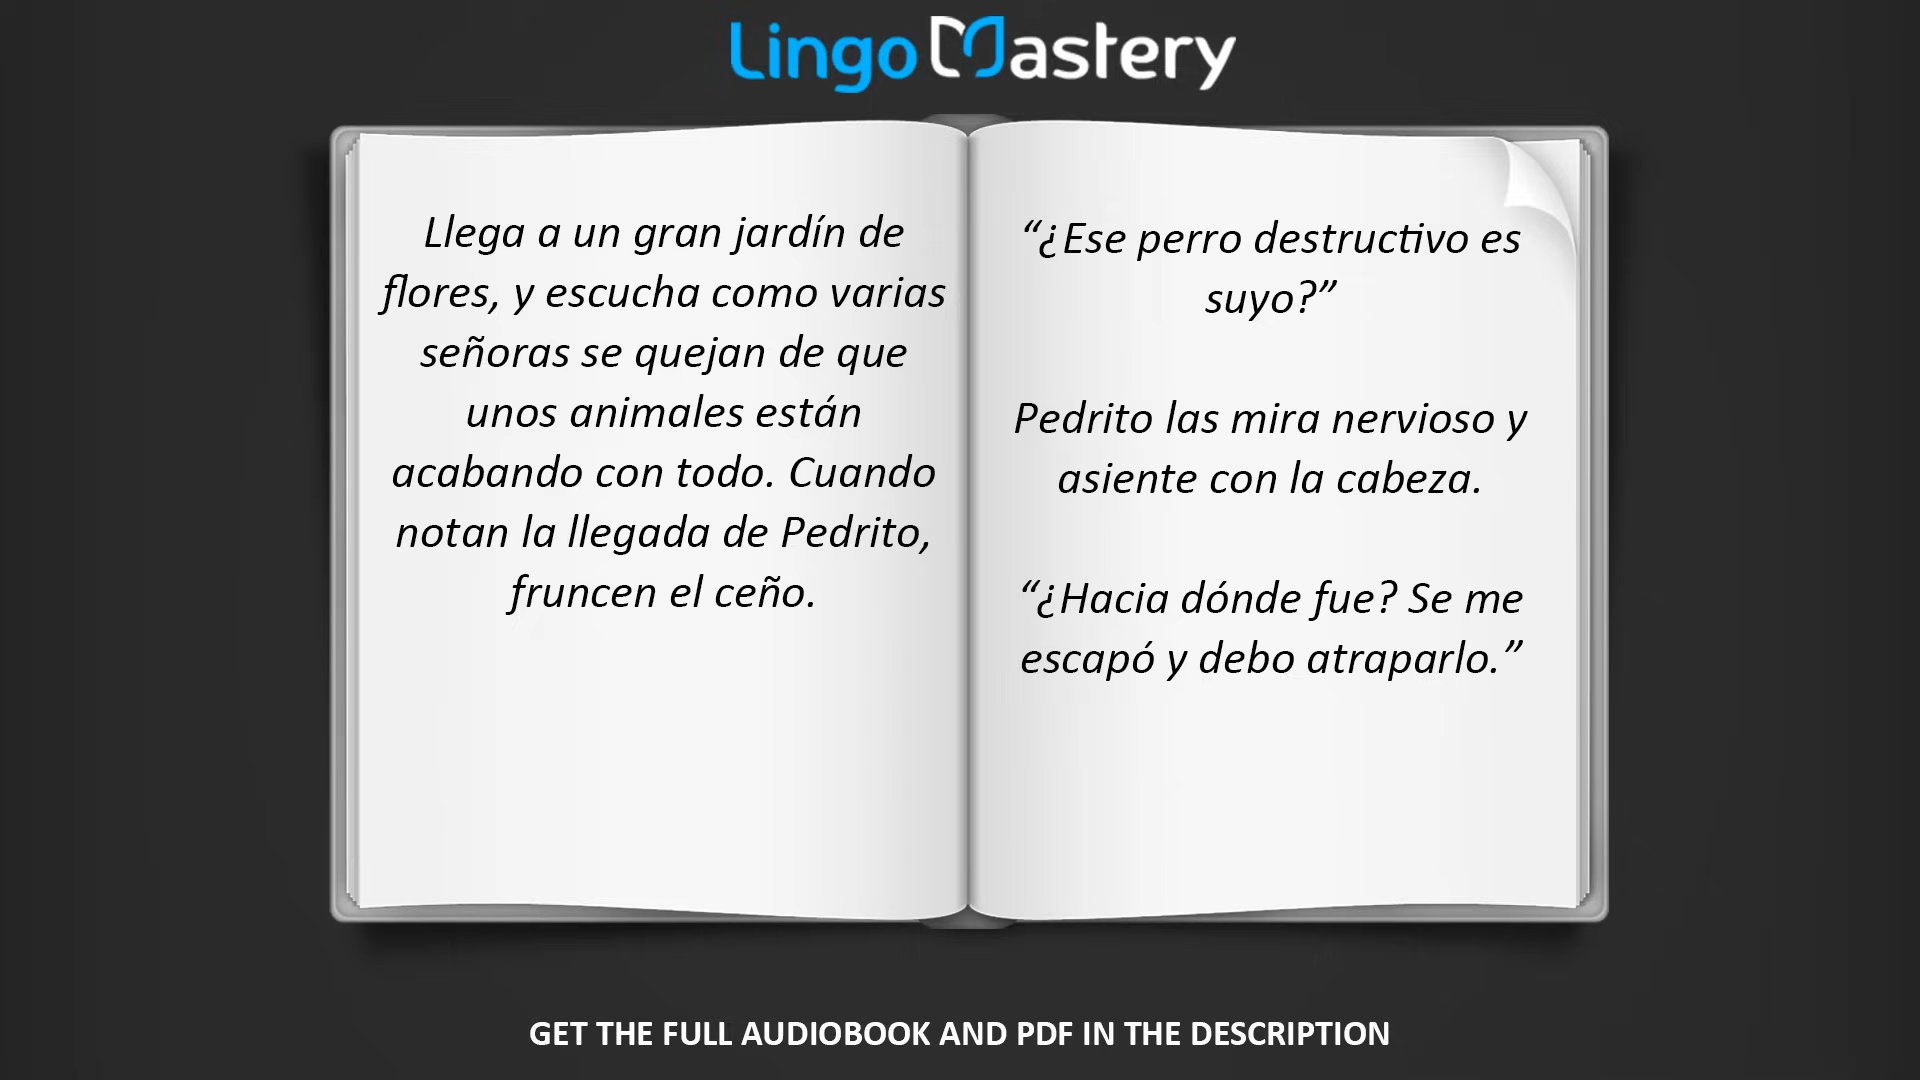 Lingo Mastery
Llega a un gran jardín de
flores, y escucha como varias
señoras se quejan de que
unos animales están
acabando con todo. Cuando
notan la llegada de Pedrito,
fruncen el ceño.
“¿Ese perro destructivo es
suyo?”
Pedrito las mira nervioso y
asiente con la cabeza.
“¿Hacia dónde fue? Se me
escapó y debo atraparlo.”
GET THE FULL AUDIOBOOK AND PDF IN THE DESCRIPTION